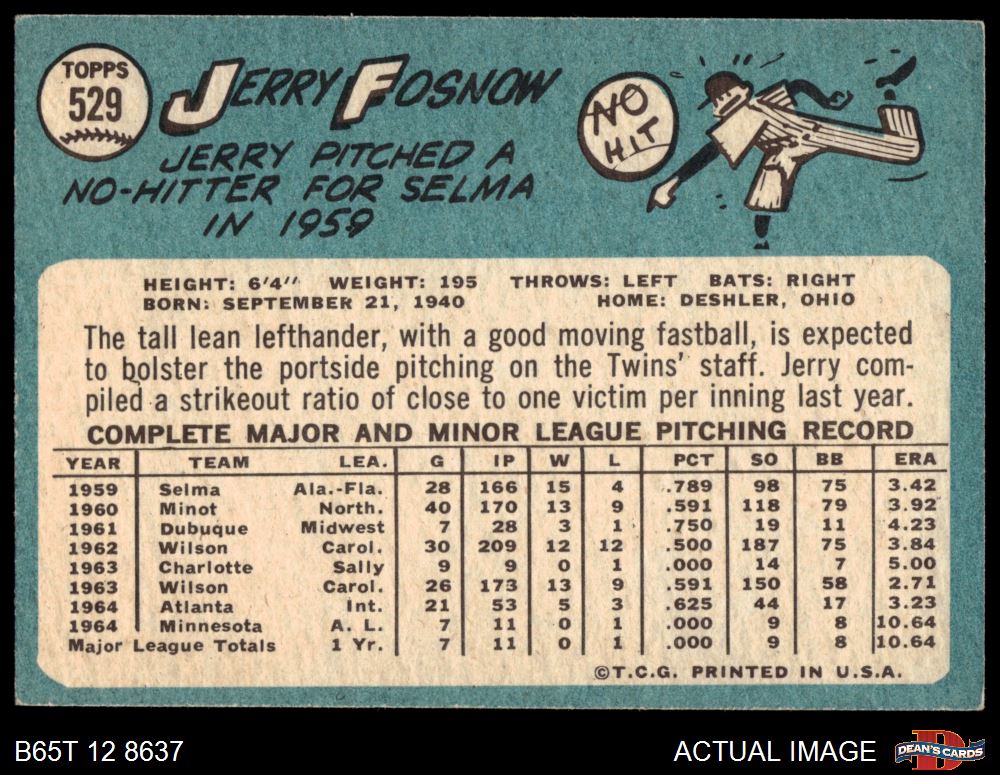 TOPPS
529
JERRY FOSNOW
JERRY PITCHED A
NO-HITTER FOR SELMA
IN 1959
NO
HIT
HEIGHT: 6'4" WEIGHT: 195 THROWS: LEFT BATS: RIGHT
BORN: SEPTEMBER 21, 1940 HOME: DESHLER, OHIO
The tall lean lefthander, with a good moving fastball, is expected
to bolster the portside pitching on the Twins' staff. Jerry com-
piled a strikeout ratio of close to one victim per inning last year.
COMPLETE MAJOR AND MINOR LEAGUE PITCHING RECORD
YEAR TEAM LEA. G IP W L PCT SO BB ERA
1959 Selma Ala.-Fla. 28 166 15 4 .789 98 75 3.42
1960 Minot North. 40 170 13 9 .591 118 79 3.92
1961 Dubuque Midwest 7 28 3 1 .750 19 11 4.23
1962 Wilson Carol. 30 209 12 12 .500 187 75 3.84
1963 Charlotte Sally 9 9 0 1 .000 14 7 5.00
1963 Wilson Carol. 26 173 13 9 .591 150 58 2.71
1964 Atlanta Int. 21 53 5 3 .625 44 17 3.23
1964 Minnesota A. L. 7 11 0 1 .000 9 8 10.64
Major League Totals 1 Yr. 7 11 0 1 .000 9 8 10.64
©T.C.G. PRINTED IN U.S.A.
B65T 12 8637 ACTUAL IMAGE DEAN'S CARDS